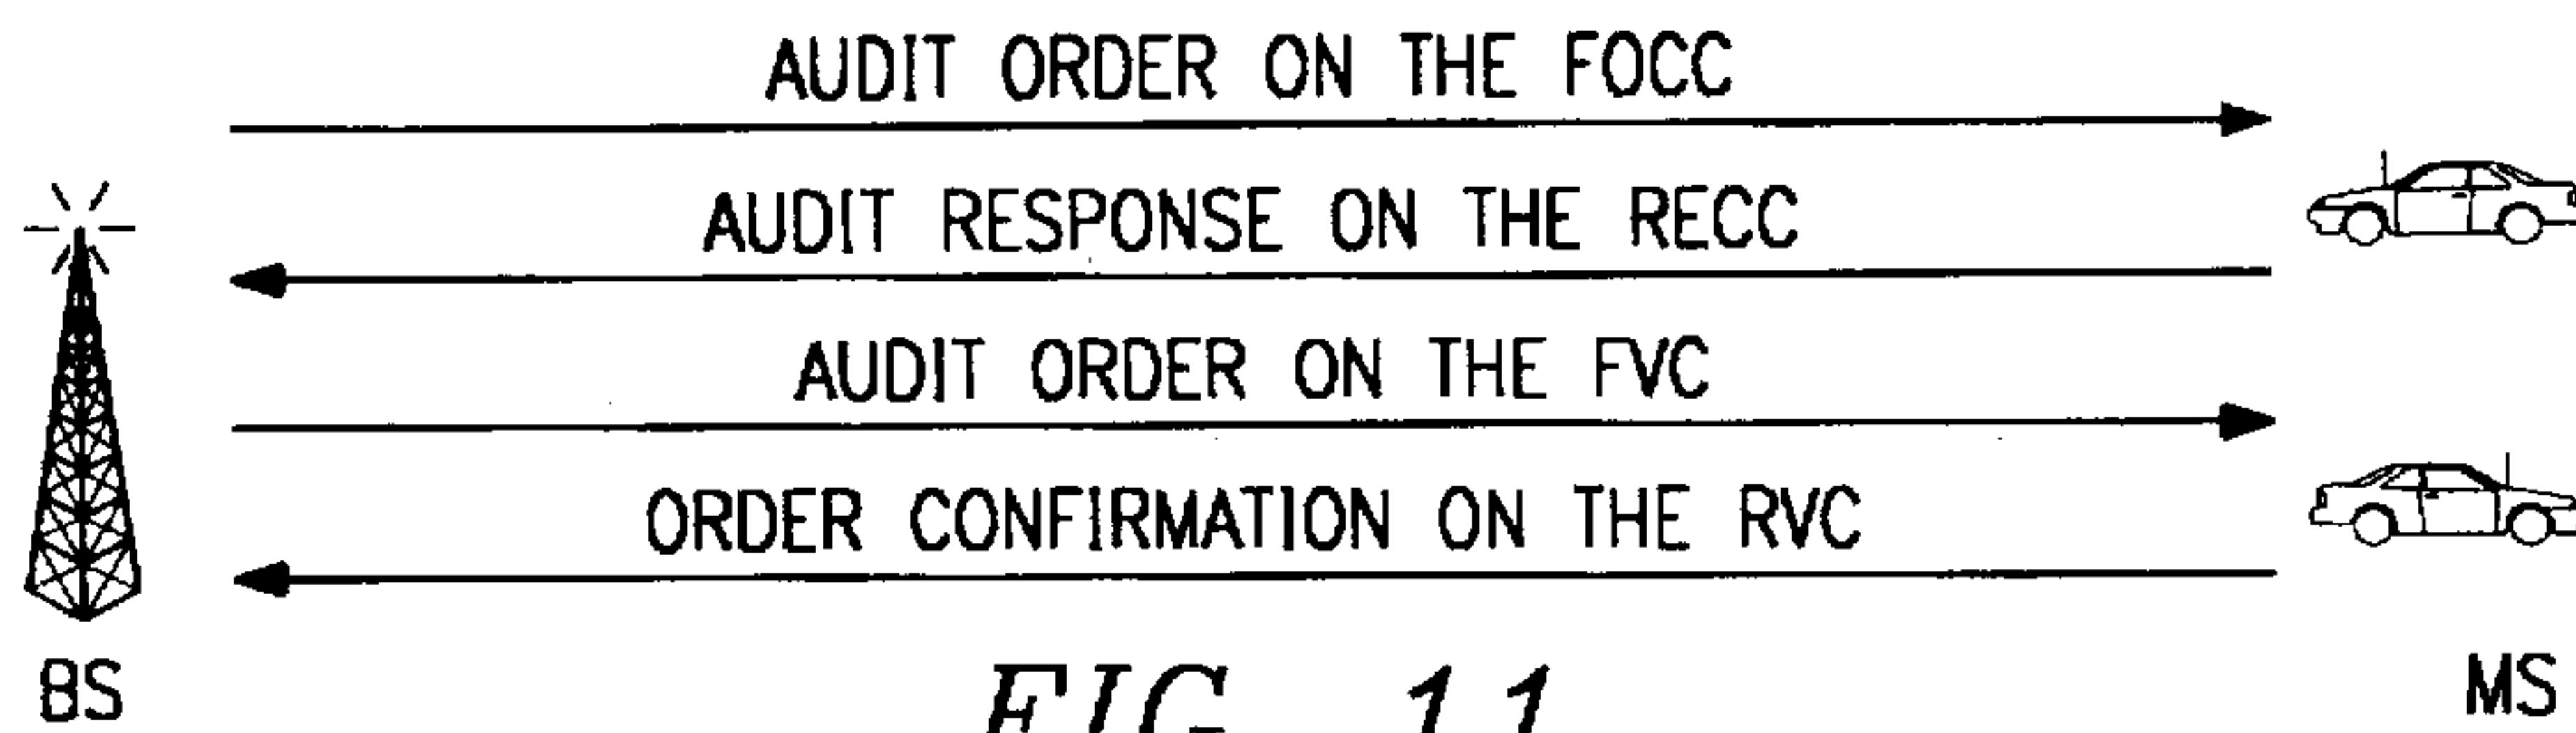 AUDIT ORDER ON THE FOCC
AUDIT RESPONSE ON THE RECC
AUDIT ORDER ON THE FVC
ORDER CONFIRMATION ON THE RVC
BS
MS
FIG. 11